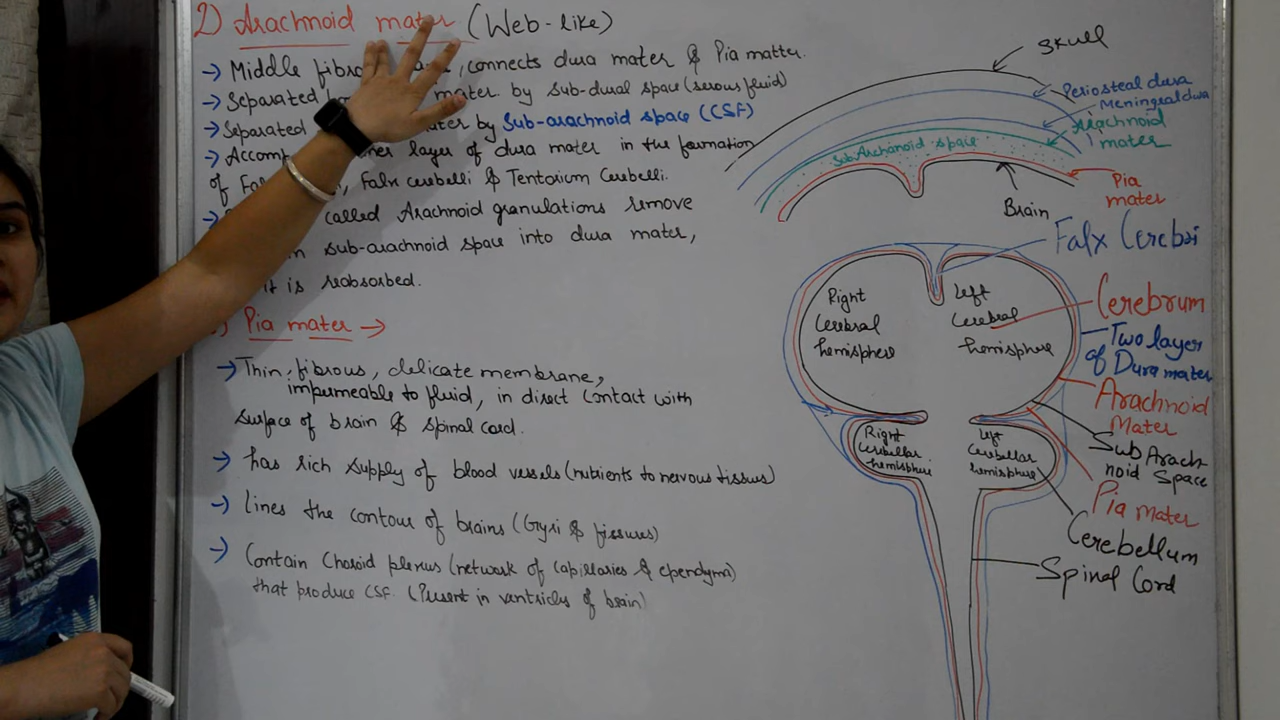 2) Arachnoid mater (Web-like)
→ Middle fibro , connects dura mater & Pia matter.
→ Separated mater by sub-dural space (serous fluid)
→ Separated by Sub-arachnoid space (CSF)
→ layer of dura mater in the formation
of , Falx cerebelli & Tentorium Cerebelli.
→ called Arachnoid granulations remove
sub-arachnoid space into dura mater,
it is reabsorbed.
Pia mater →
→ Thin, fibrous, delicate membrane,
impermeable to fluid, in direct contact with
surface of brain & spinal cord.
→ has rich supply of blood vessels (nutrients to nervous tissues)
→ lines the contour of brains (Gyri & fissures)
→ Contain Choroid plexus (network of capillaries & ependyma)
that produce CSF. (Present in ventricles of brain)
Skull
Periosteal dura
Meningeal dura
Arachnoid
mater
Sub Archanoid space
Pia
mater
Brain
Falx Cerebri
Right
Cerebral
hemisphere
Left
Cerebral
hemisphere
Cerebrum
Two layer
of Dura mater
Arachnoid
Mater
Sub Arach
noid Space
Right
Cerebellar
hemisphere
Left
Cerebellar
hemisphere
Pia mater
Cerebellum
Spinal Cord